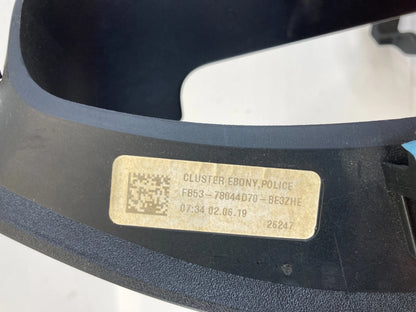 CLUSTER EBONY,POLICE
FB53-78044D70-BE3ZHE
07:34 02.06.19 26247